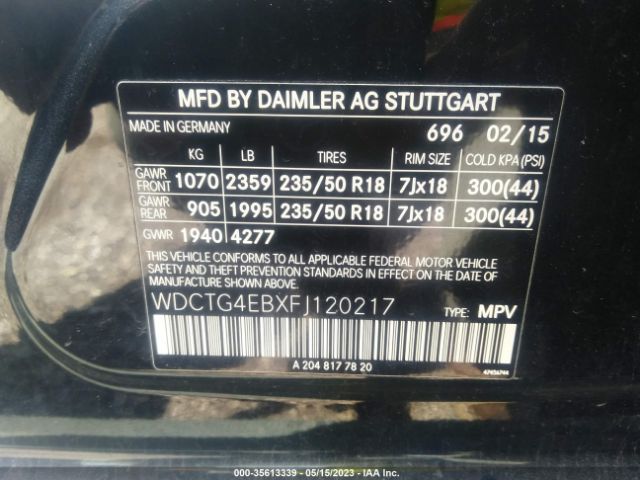 MFD BY DAIMLER AG STUTTGART
MADE IN GERMANY 696 02/15
KG LB TIRES RIM SIZE COLD KPA (PSI)
GAWR FRONT 1070 2359 235/50 R18 7Jx18 300(44)
GAWR REAR 905 1995 235/50 R18 7Jx18 300(44)
GVWR 1940 4277
THIS VEHICLE CONFORMS TO ALL APPLICABLE FEDERAL MOTOR VEHICLE
SAFETY AND THEFT PREVENTION STANDARDS IN EFFECT ON THE DATE OF
MANUFACTURE SHOWN ABOVE.
WDCTG4EBXFJ120217 TYPE: MPV
A 204 817 78 20
000-35613339 - 05/15/2023 - IAA Inc.